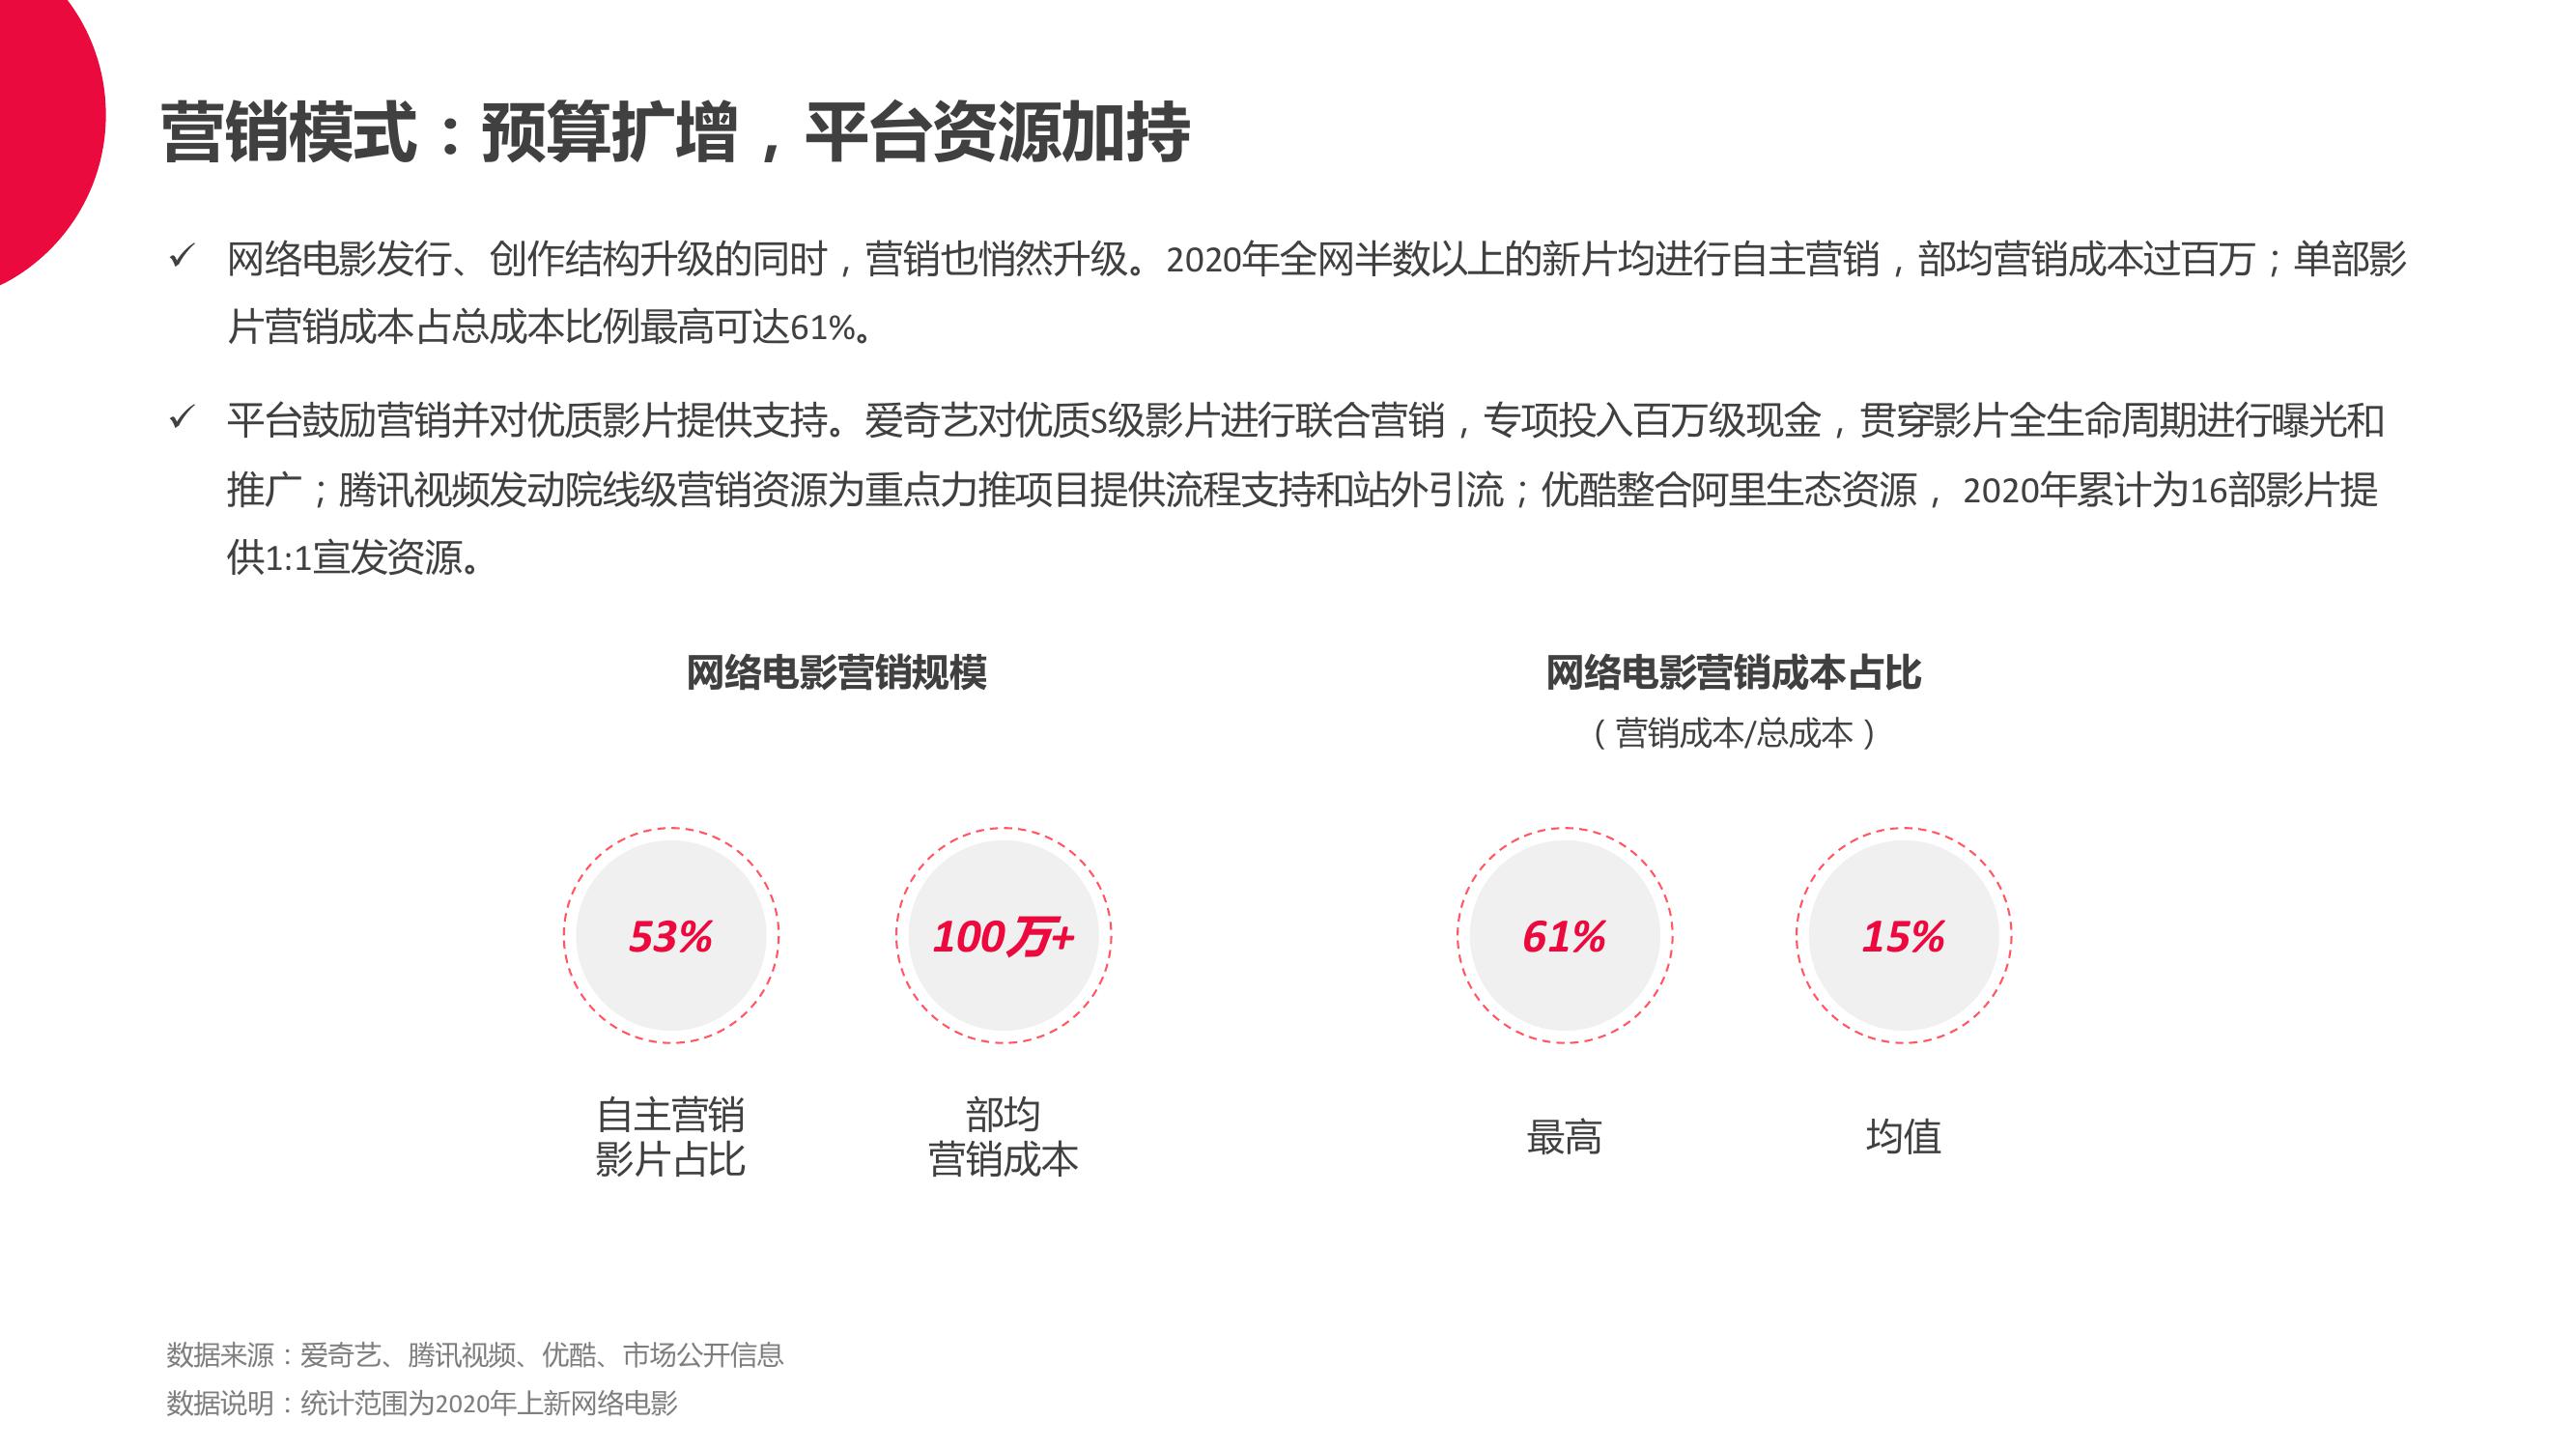 营销模式：预算扩增，平台资源加持
✓ 网络电影发行、创作结构升级的同时，营销也悄然升级。2020年全网半数以上的新片均进行自主营销，部均营销成本过百万；单部影
片营销成本占总成本比例最高可达61%。
✓ 平台鼓励营销并对优质影片提供支持。爱奇艺对优质S级影片进行联合营销，专项投入百万级现金，贯穿影片全生命周期进行曝光和
推广；腾讯视频发动院线级营销资源为重点力推项目提供流程支持和站外引流；优酷整合阿里生态资源， 2020年累计为16部影片提
供1:1宣发资源。
网络电影营销规模
53%
100万+
自主营销
影片占比
部均
营销成本
网络电影营销成本占比
（营销成本/总成本）
61%
15%
最高
均值
数据来源：爱奇艺、腾讯视频、优酷、市场公开信息
数据说明：统计范围为2020年上新网络电影